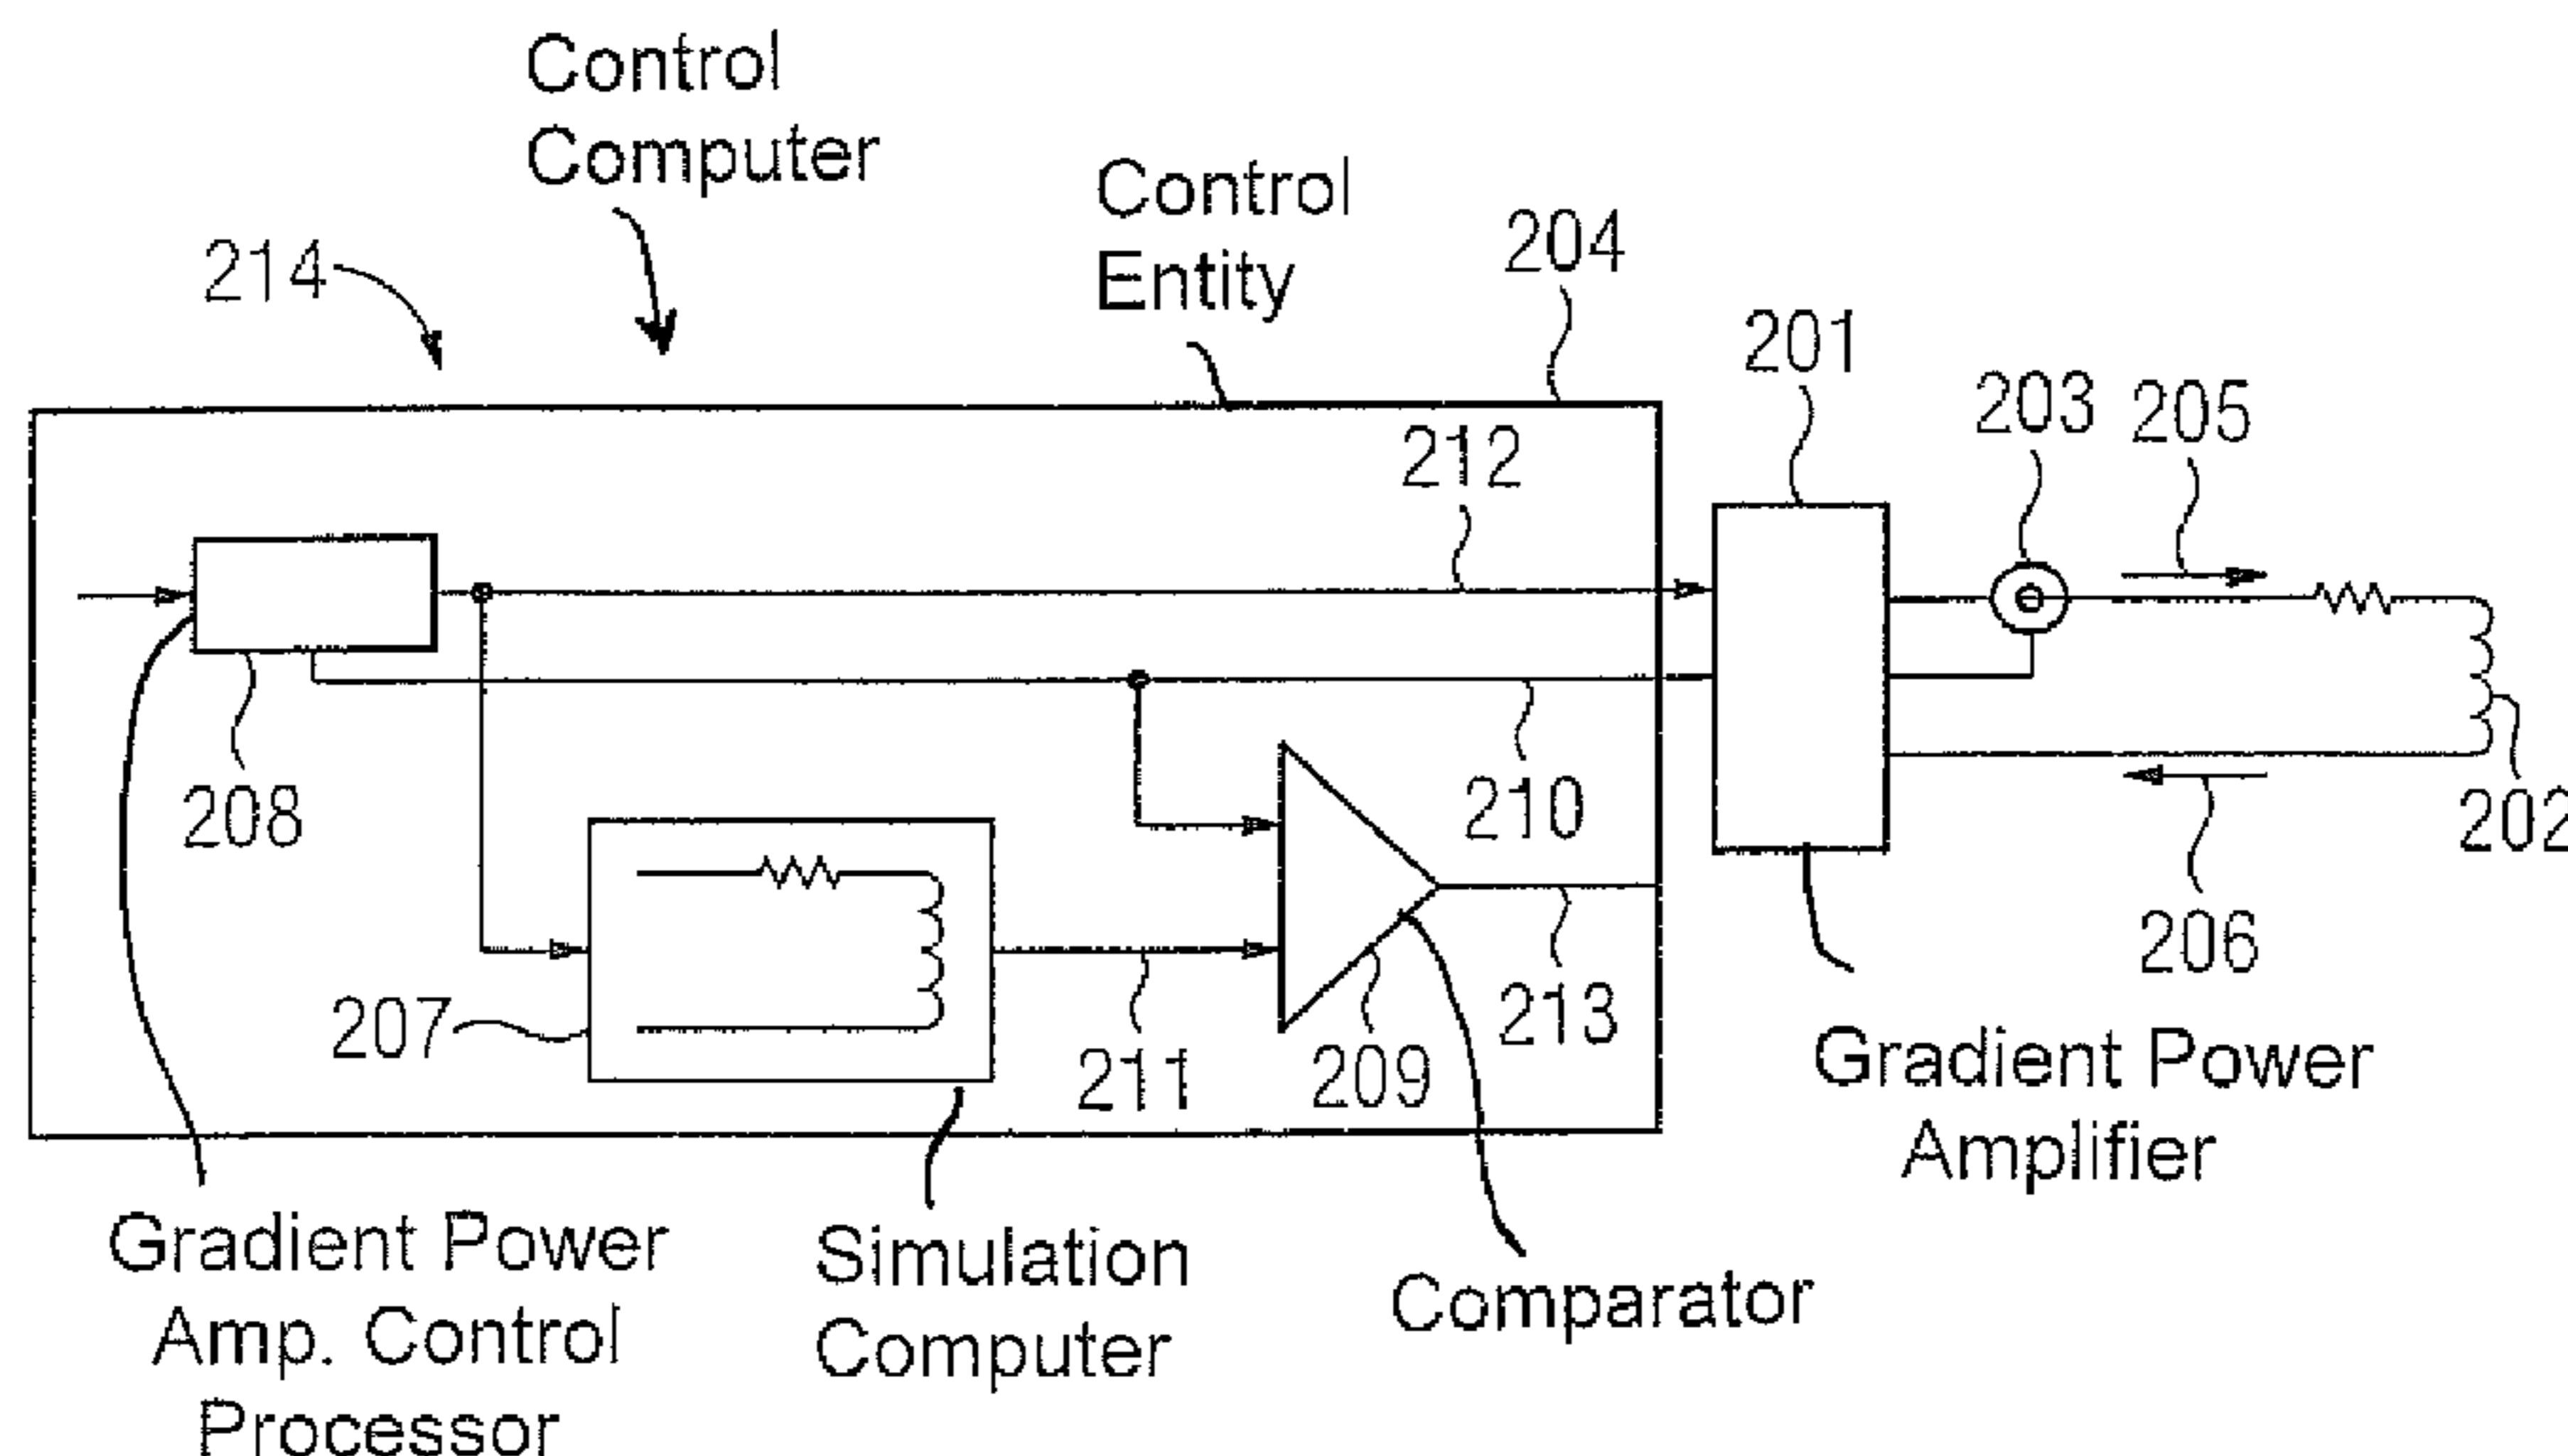 Control
Computer
Control
Entity
204
214
201
203
205
212
208
210
202
206
207
211
209
213
Gradient Power
Amplifier
Gradient Power
Amp. Control
Processor
Simulation
Computer
Comparator